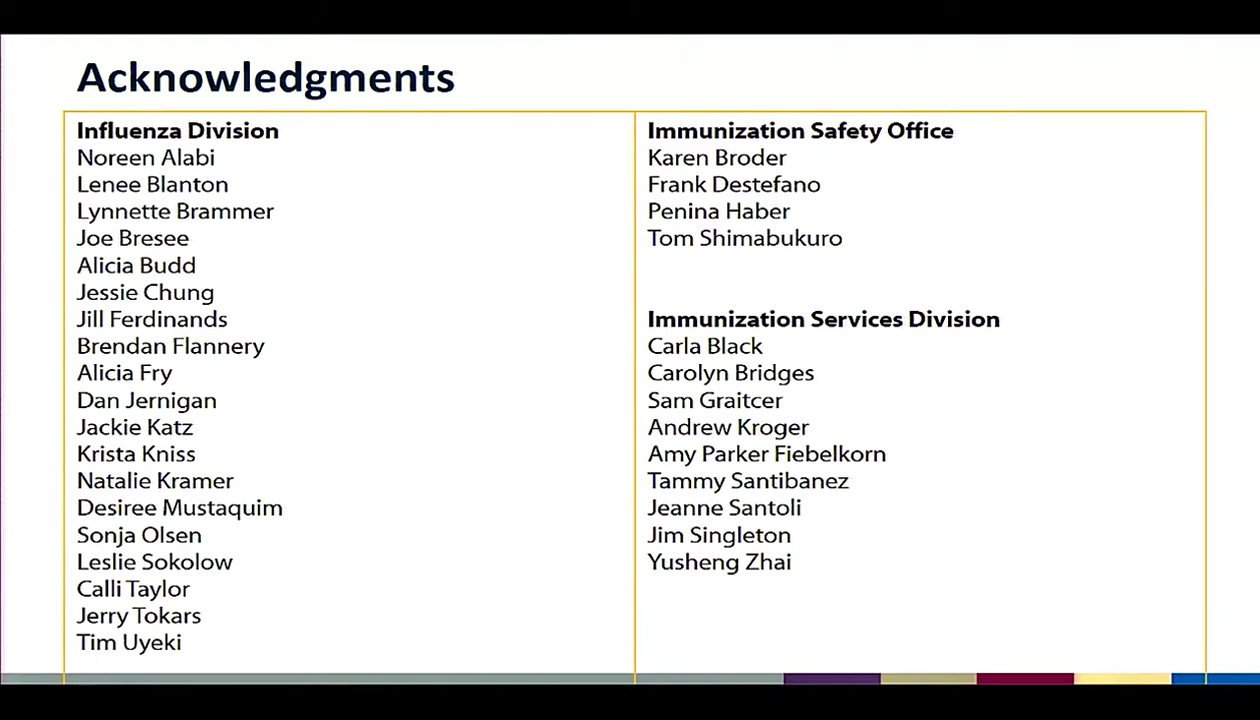 Acknowledgments
Influenza Division
Noreen Alabi
Lenee Blanton
Lynnette Brammer
Joe Bresee
Alicia Budd
Jessie Chung
Jill Ferdinands
Brendan Flannery
Alicia Fry
Dan Jernigan
Jackie Katz
Krista Kniss
Natalie Kramer
Desiree Mustaquim
Sonja Olsen
Leslie Sokolow
Calli Taylor
Jerry Tokars
Tim Uyeki
Immunization Safety Office
Karen Broder
Frank Destefano
Penina Haber
Tom Shimabukuro
Immunization Services Division
Carla Black
Carolyn Bridges
Sam Graitcer
Andrew Kroger
Amy Parker Fiebelkorn
Tammy Santibanez
Jeanne Santoli
Jim Singleton
Yusheng Zhai